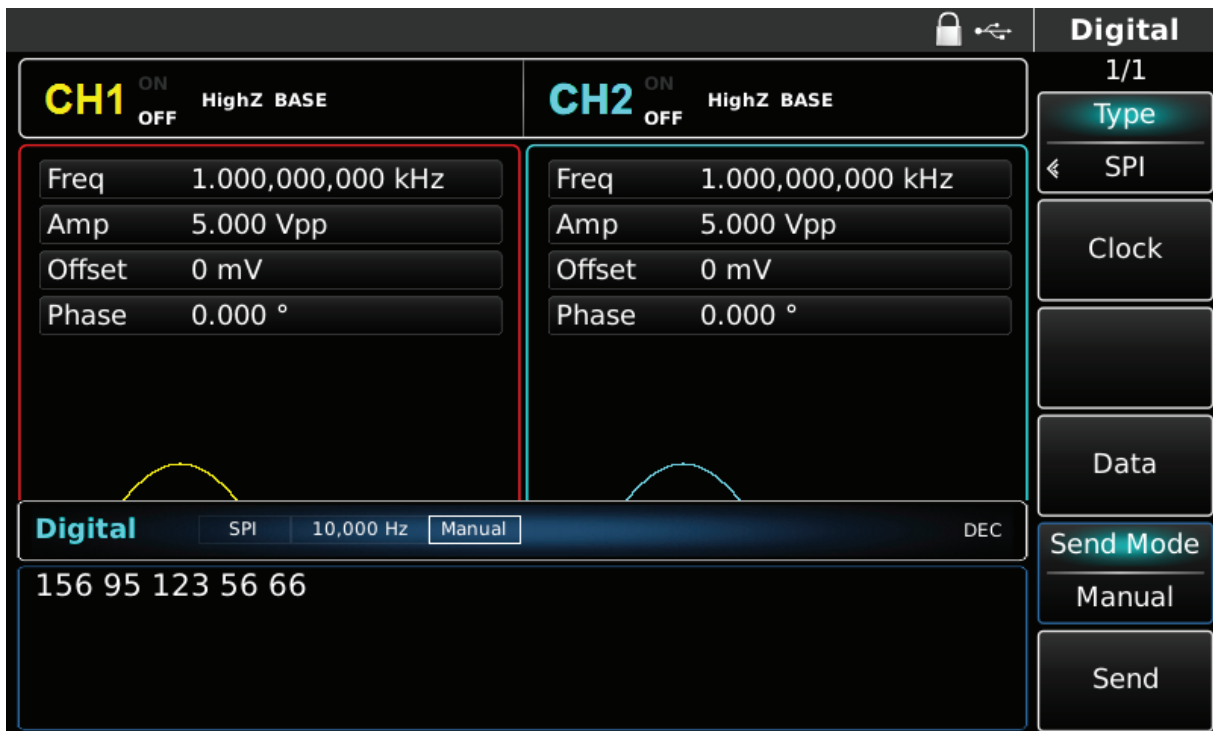 Digital
1/1
CH1 ON OFF HighZ BASE
CH2 ON OFF HighZ BASE
Freq 1.000,000,000 kHz
Amp 5.000 Vpp
Offset 0 mV
Phase 0.000 °
Freq 1.000,000,000 kHz
Amp 5.000 Vpp
Offset 0 mV
Phase 0.000 °
Digital SPI 10,000 Hz Manual DEC
156 95 123 56 66
Type
SPI
Clock
Data
Send Mode
Manual
Send